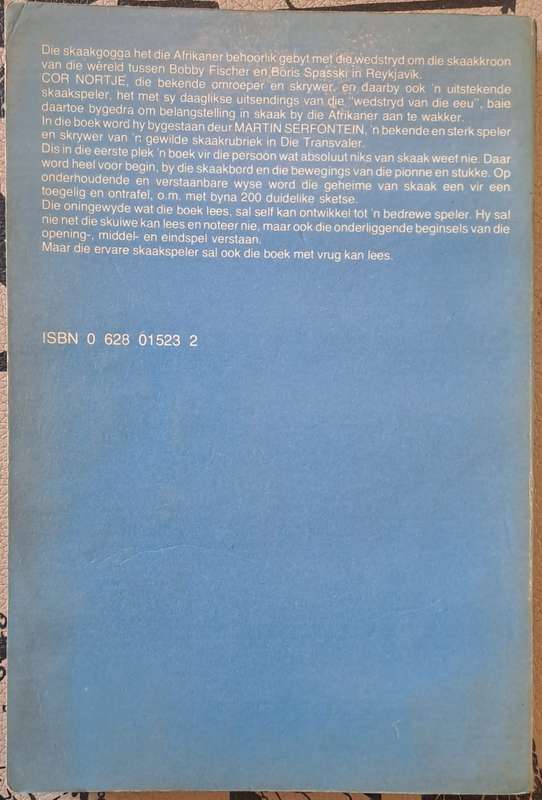 Die skaakgogga het die Afrikaner behoorlik gebyt met die wedstryd om die skaakkroon
van die wêreld tussen Bobby Fischer en Boris Spasski in Reykjavik.
COR NORTJE, die bekende omroeper en skrywer, en daarby ook 'n uitstekende
skaakspeler, het met sy daaglikse uitsendings van die "wedstryd van die eeu", baie
daartoe bygedra om belangstelling in skaak by die Afrikaner aan te wakker.
In die boek word hy bygestaan deur MARTIN SERFONTEIN, 'n bekende en sterk speler
en skrywer van 'n gewilde skaakrubriek in Die Transvaler.
Dis in die eerste plek 'n boek vir die persoon wat absoluut niks van skaak weet nie. Daar
word heel voor begin, by die skaakbord en die bewegings van die pionne en stukke. Op
onderhoudende en verstaanbare wyse word die geheime van skaak een vir een
toegelig en ontrafel, o.m. met byna 200 duidelike sketse.
Die oningewyde wat die boek lees, sal self kan ontwikkel tot 'n bedrewe speler. Hy sal
nie net die skuiwe kan lees en noteer nie, maar ook die onderliggende beginsels van die
opening-, middel- en eindspel verstaan.
Maar die ervare skaakspeler sal ook die boek met vrug kan lees.
ISBN 0 628 01523 2